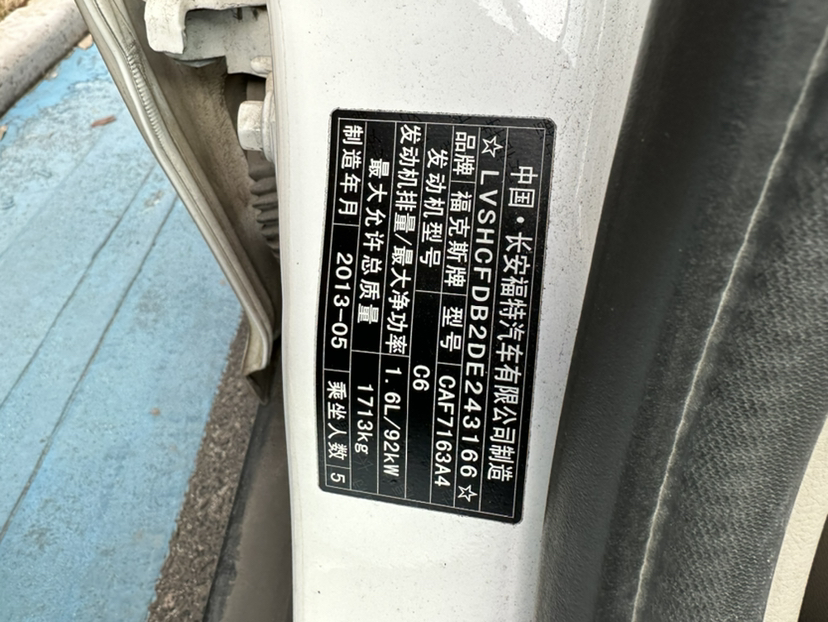 中国·长安福特汽车有限公司制造
☆LVSHCFDB2DE243166☆
品牌 福克斯牌 型号 CAF7163A4
发动机型号 C6
发动机排量/最大净功率 1.6L/92kW
最大允许总质量 1713kg
制造年月 2013-05 乘坐人数 5